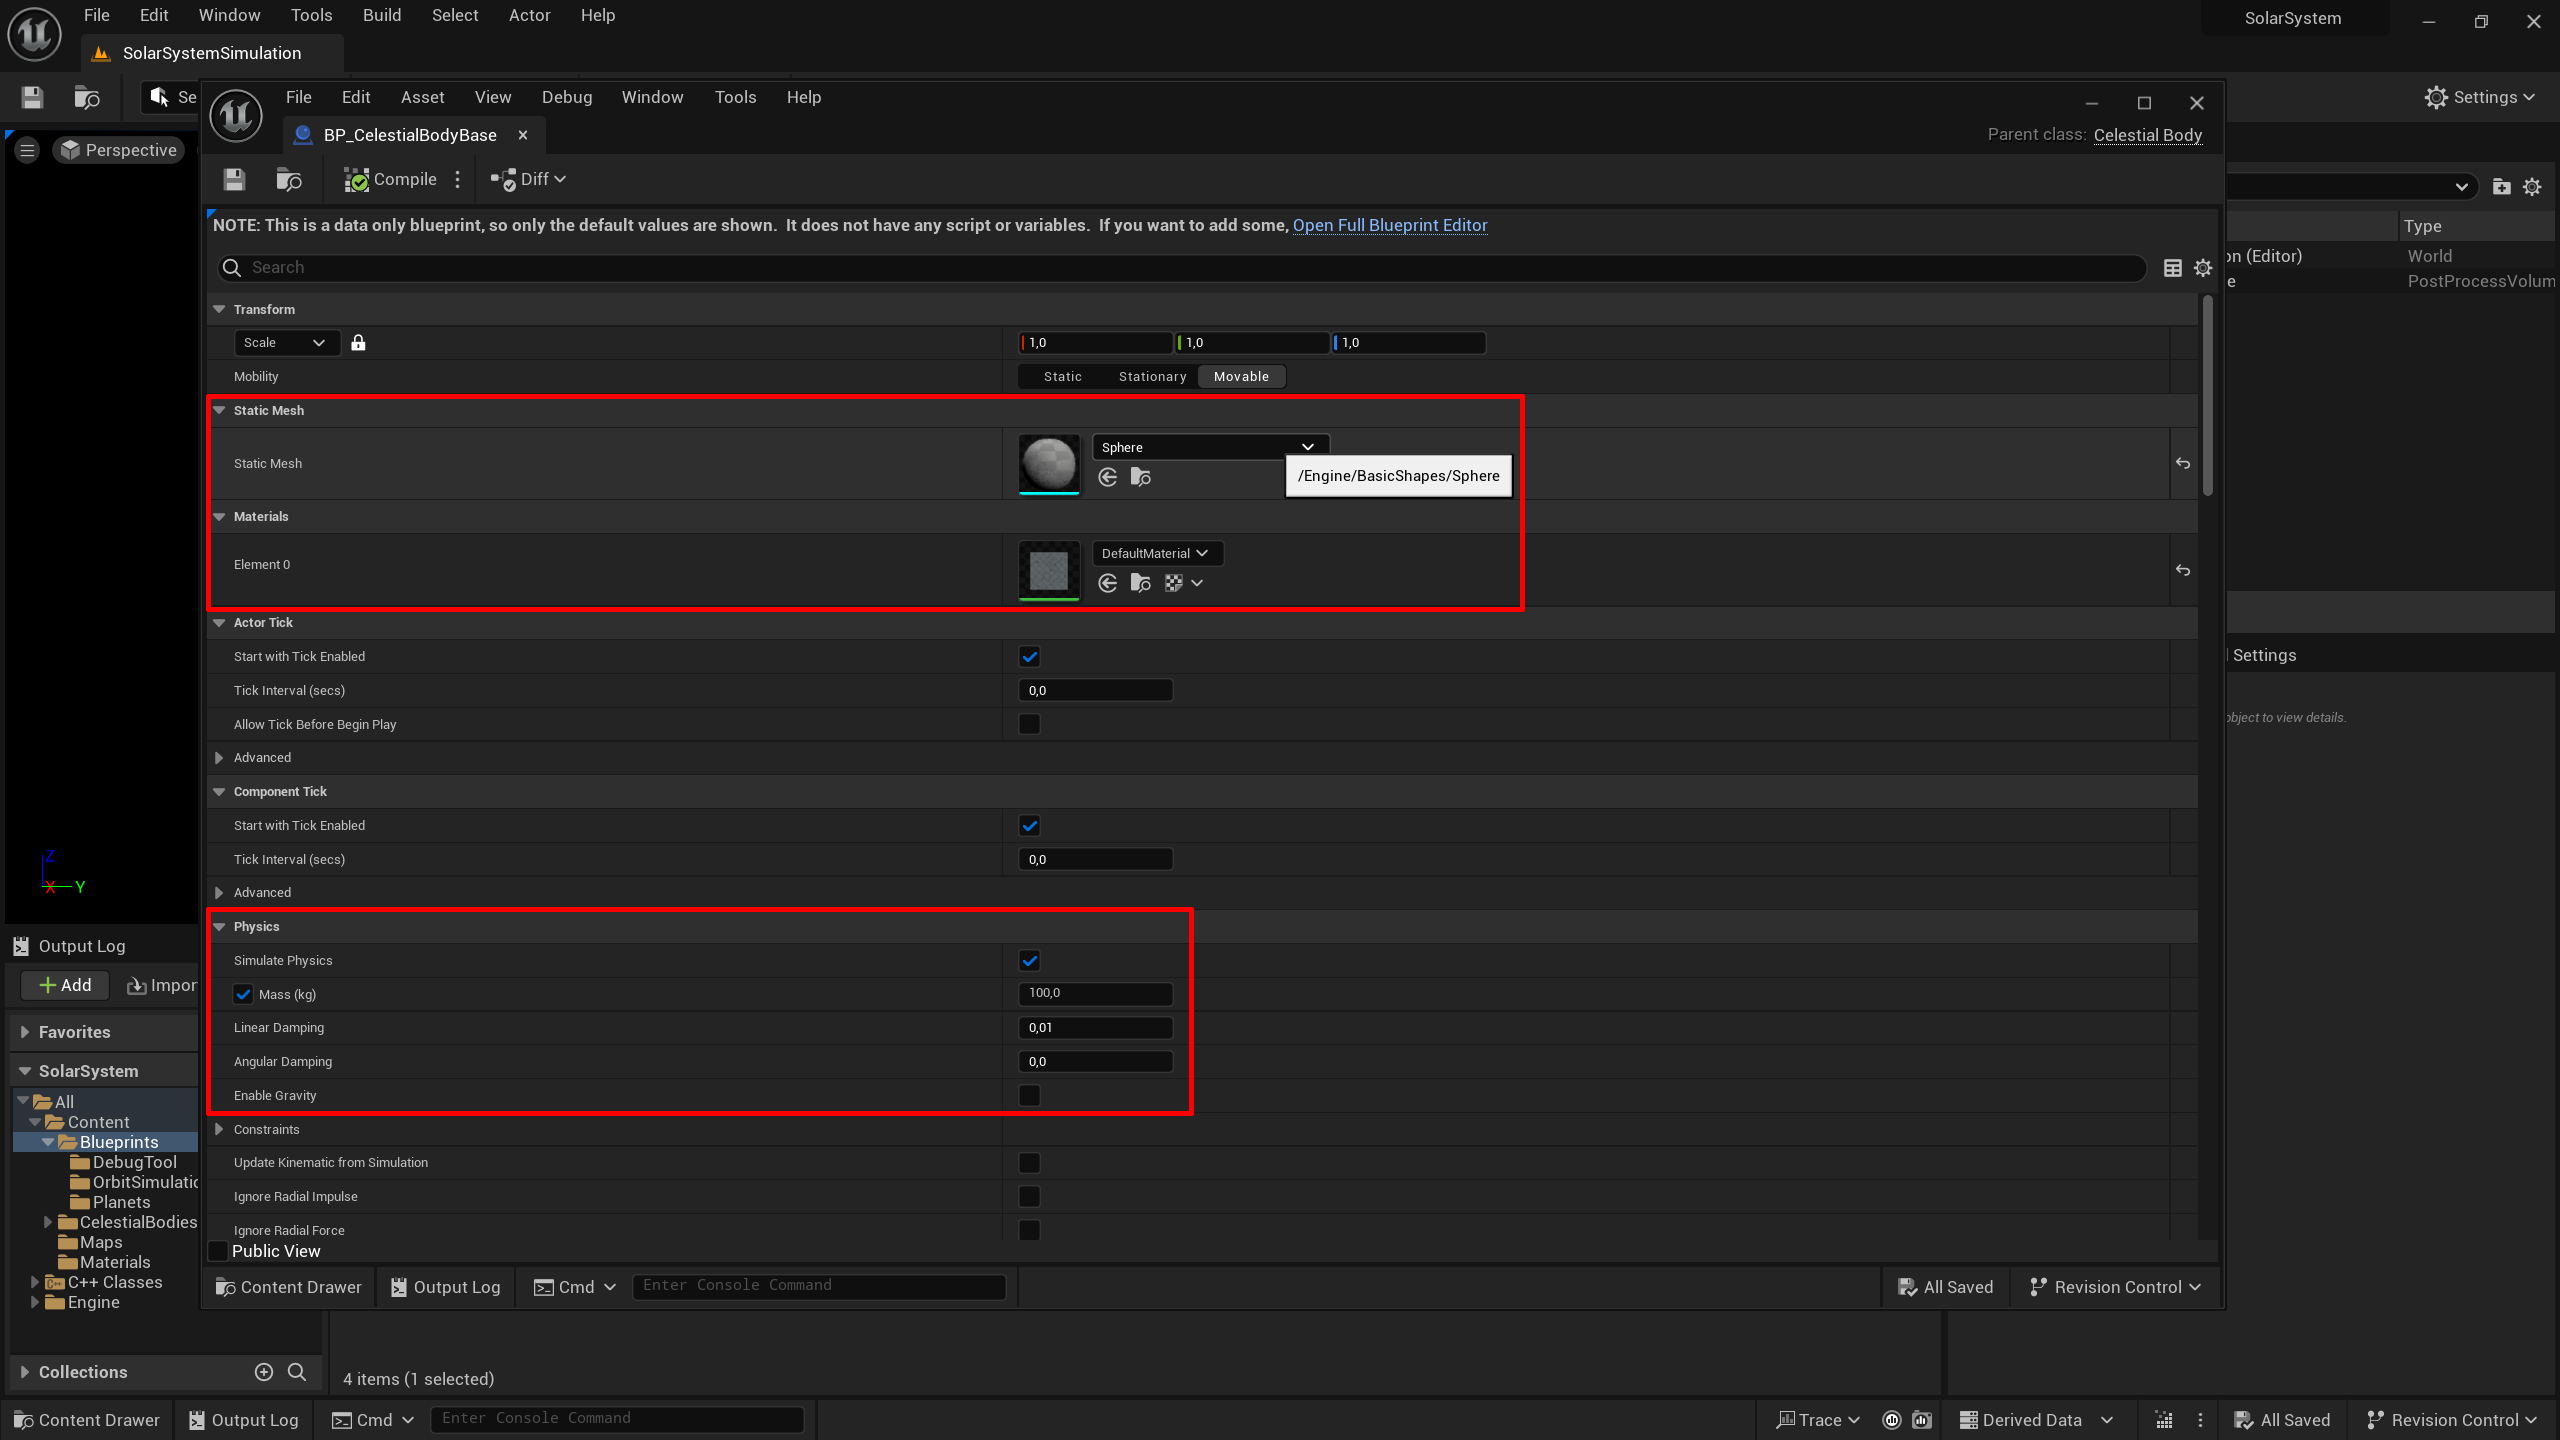 File Edit Window Tools Build Select Actor Help
SolarSystem
SolarSystemSimulation
Se
Settings
File Edit Asset View Debug Window Tools Help
BP_CelestialBodyBase
Parent class: Celestial Body
Perspective
Compile
Diff
NOTE: This is a data only blueprint, so only the default values are shown. It does not have any script or variables. If you want to add some, Open Full Blueprint Editor
Search
Type
on (Editor) World
e PostProcessVolum
Transform
Scale 1,0 1,0 1,0
Mobility Static Stationary Movable
Static Mesh
Static Mesh Sphere
/Engine/BasicShapes/Sphere
Materials
Element 0 DefaultMaterial
Actor Tick
Start with Tick Enabled
Tick Interval (secs) 0,0
Allow Tick Before Begin Play
Advanced
Component Tick
Start with Tick Enabled
Tick Interval (secs) 0,0
Advanced
Physics
Simulate Physics
Mass (kg) 100,0
Linear Damping 0,01
Angular Damping 0,0
Enable Gravity
Constraints
Update Kinematic from Simulation
Ignore Radial Impulse
Ignore Radial Force
Public View
Content Drawer Output Log Cmd Enter Console Command All Saved Revision Control
Settings
object to view details.
Z
X Y
Output Log
Add Impor
Favorites
SolarSystem
All
Content
Blueprints
DebugTool
OrbitSimulatio
Planets
CelestialBodies
Maps
Materials
C++ Classes
Engine
Collections
4 items (1 selected)
Content Drawer Output Log Cmd Enter Console Command Trace Derived Data All Saved Revision Control